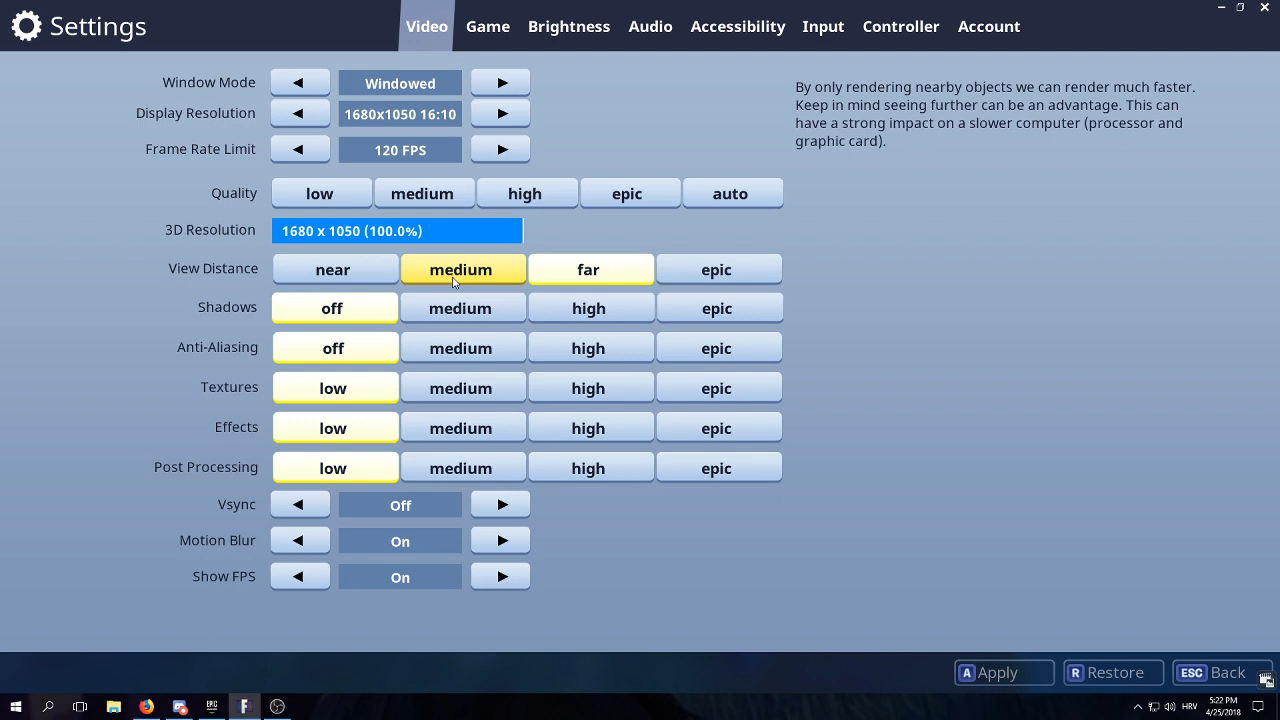 Settings
Video Game Brightness Audio Accessibility Input Controller Account
Window Mode ◀ Windowed ▶
Display Resolution ◀ 1680x1050 16:10 ▶
Frame Rate Limit ◀ 120 FPS ▶
Quality low medium high epic auto
3D Resolution 1680 x 1050 (100.0%)
View Distance near medium far epic
Shadows off medium high epic
Anti-Aliasing off medium high epic
Textures low medium high epic
Effects low medium high epic
Post Processing low medium high epic
Vsync ◀ Off ▶
Motion Blur ◀ On ▶
Show FPS ◀ On ▶
By only rendering nearby objects we can render much faster.
Keep in mind seeing further can be an advantage. This can
have a strong impact on a slower computer (processor and
graphic card).
A Apply R Restore ESC Back
EPIC F HRV 5:22 PM
4/25/2018